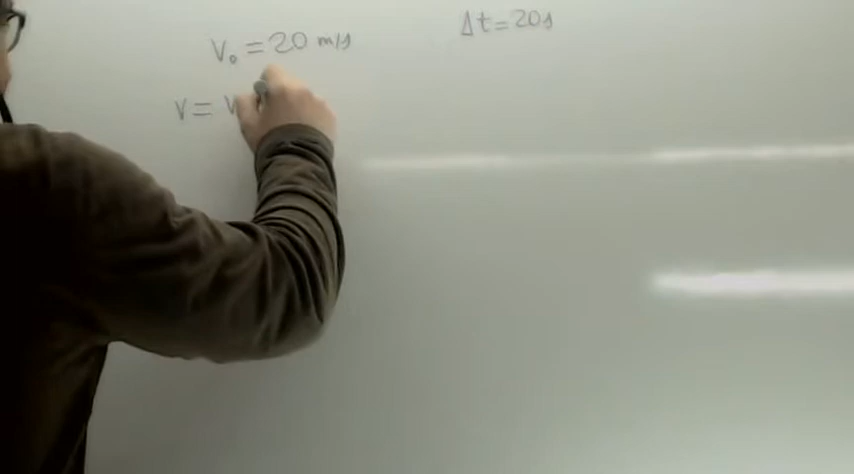 V₀ = 20 m/s Δt = 20s
V = V